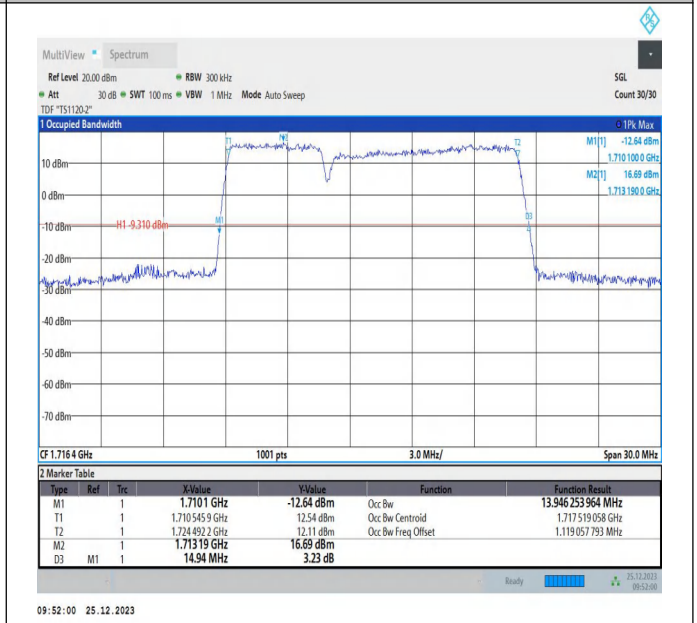 MultiView Spectrum
Ref Level 20.00 dBm RBW 300 kHz SGL
Att 30 dB SWT 100 ms VBW 1 MHz Mode Auto Sweep Count 30/30
TDF "TS1120-2"
1 Occupied Bandwidth 1Pk Max
M1[1] -12.64 dBm
1.710 100 0 GHz
M2[1] 16.69 dBm
1.713 190 0 GHz
T1 M2 T2
10 dBm
0 dBm
M1 D3
-10 dBm H1 -9.310 dBm
-20 dBm
-30 dBm
-40 dBm
-50 dBm
-60 dBm
-70 dBm
CF 1.716 4 GHz 1001 pts 3.0 MHz/ Span 30.0 MHz
2 Marker Table
Type Ref Trc X-Value Y-Value Function Function Result
M1 1 1.7101 GHz -12.64 dBm Occ Bw 13.946 253 964 MHz
T1 1 1.710 545 9 GHz 12.54 dBm Occ Bw Centroid 1.717 519 058 GHz
T2 1 1.724 492 2 GHz 12.11 dBm Occ Bw Freq Offset 1.119 057 793 MHz
M2 1 1.71319 GHz 16.69 dBm
D3 M1 1 14.94 MHz 3.23 dB
Ready 25.12.2023
09:52:00
09:52:00 25.12.2023